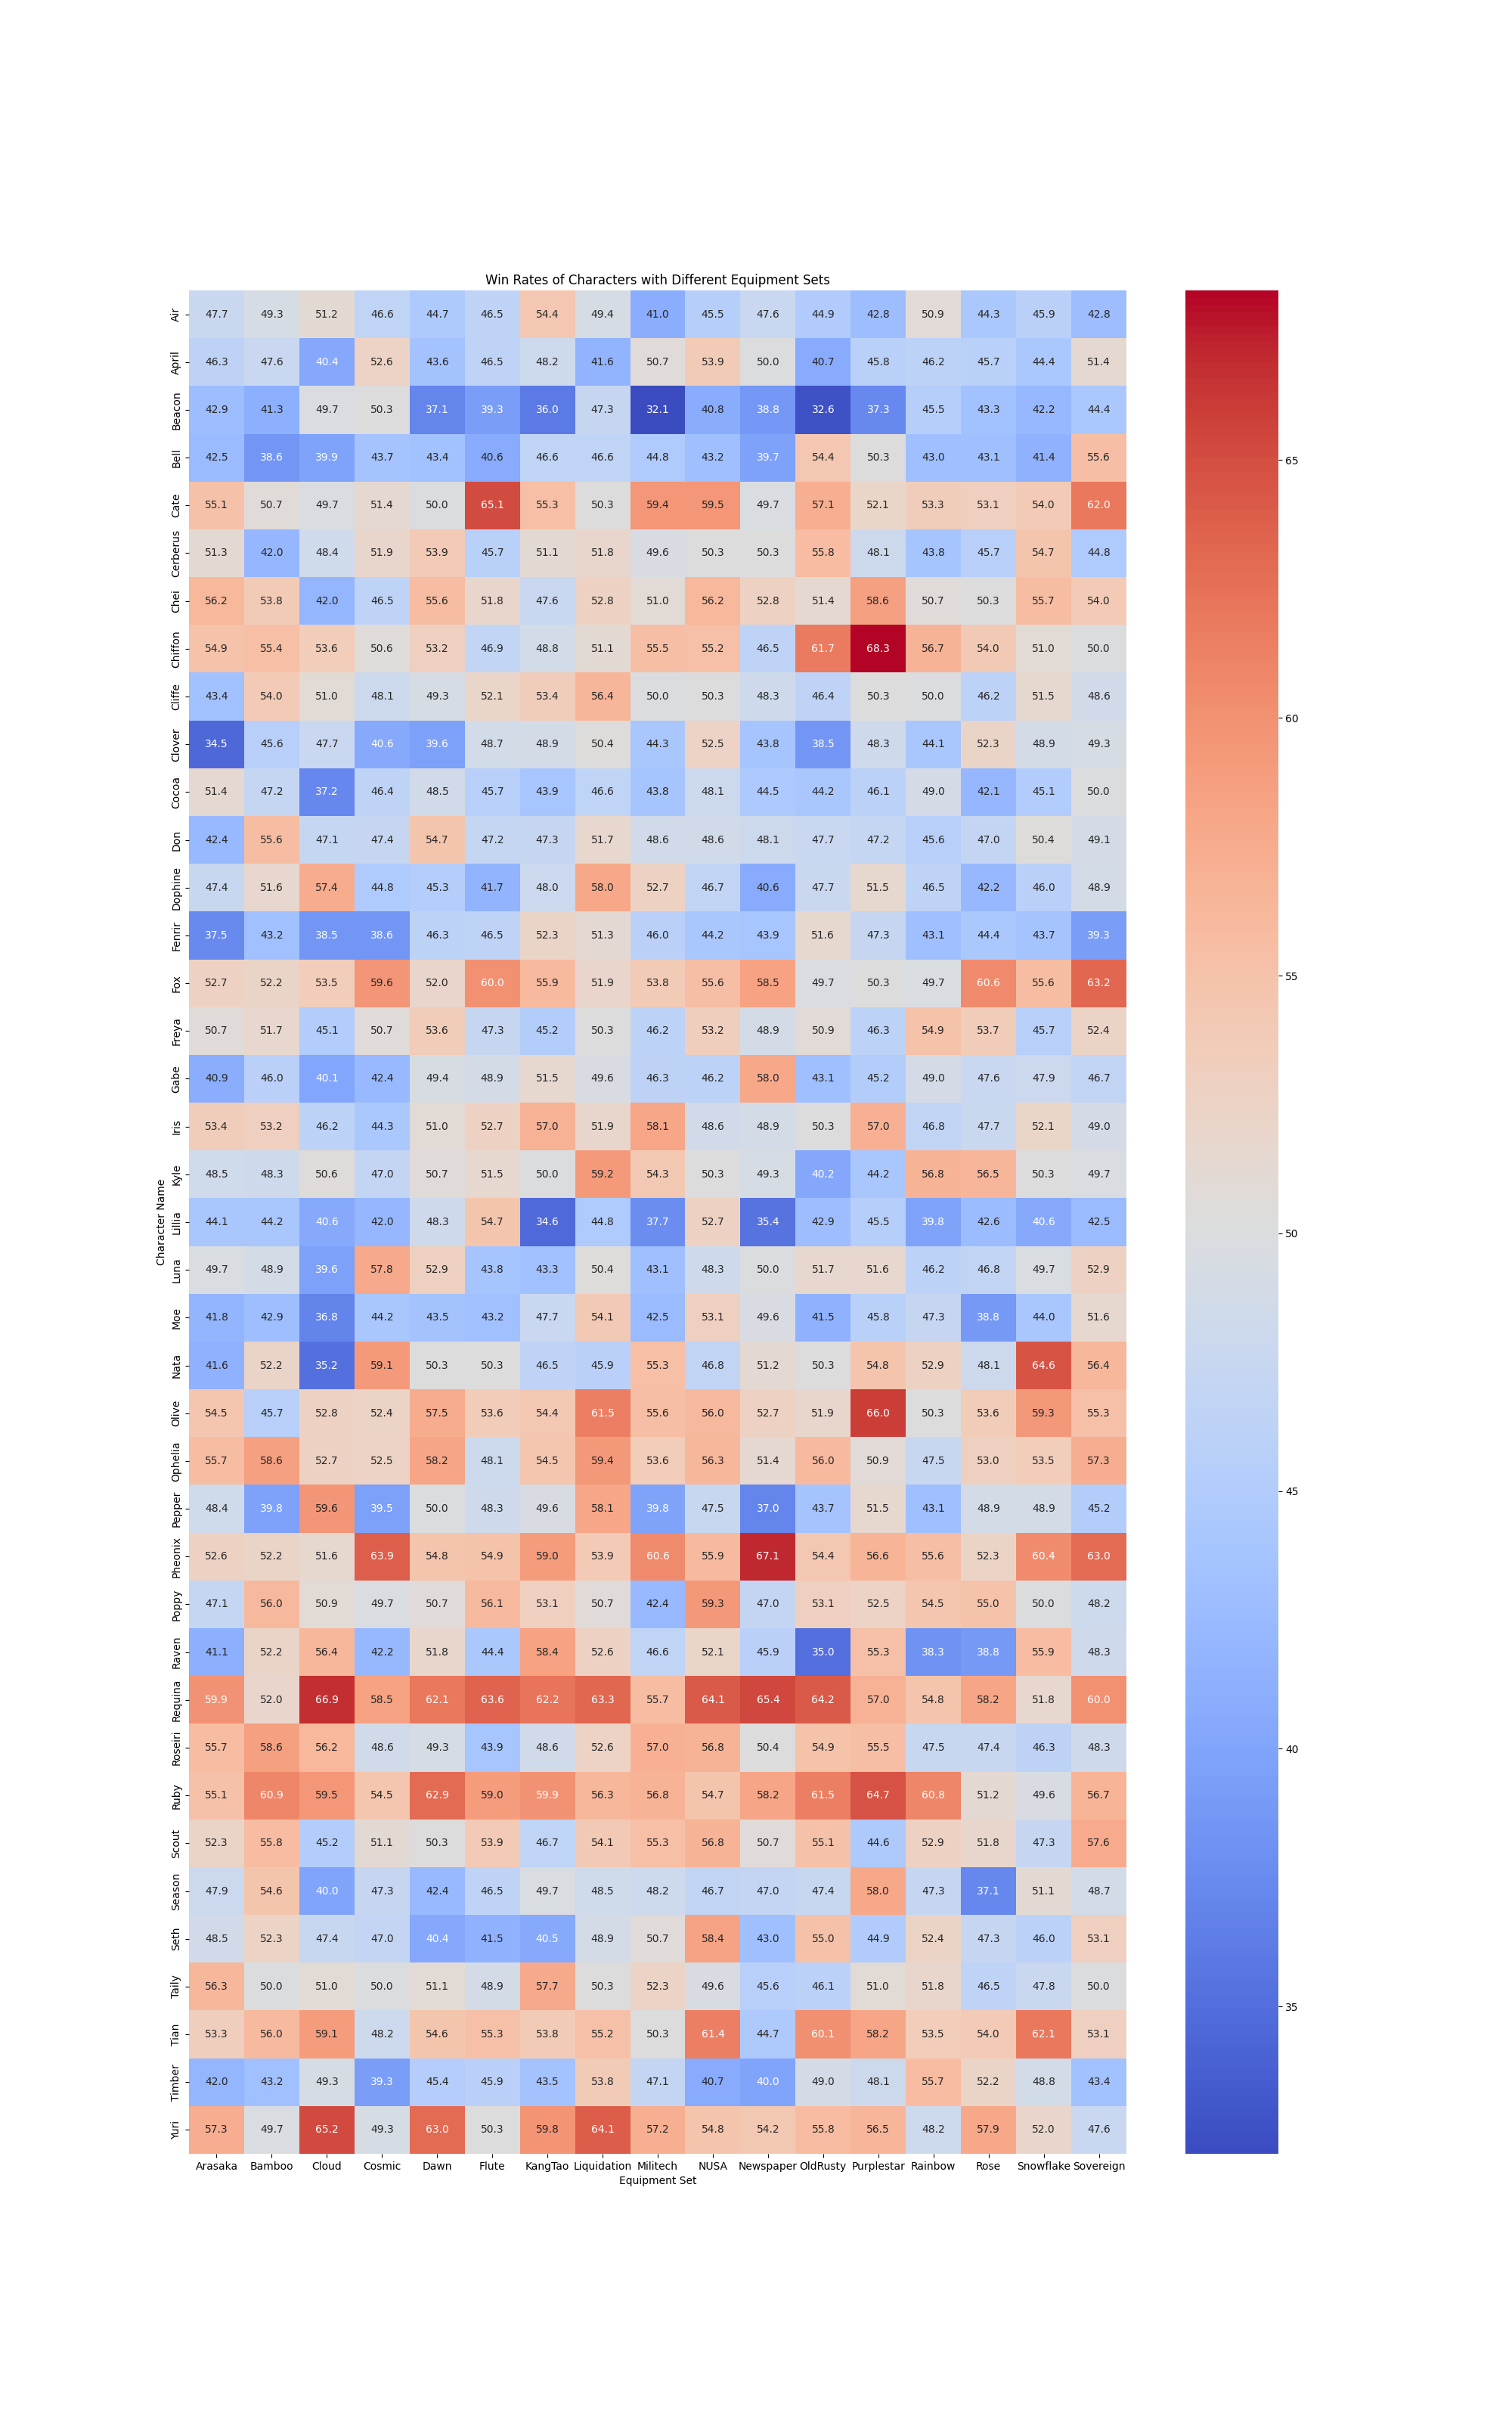 Win Rates of Characters with Different Equipment Sets
Air 47.7 49.3 51.2 46.6 44.7 46.5 54.4 49.4 41.0 45.5 47.6 44.9 42.8 50.9 44.3 45.9 42.8
April 46.3 47.6 40.4 52.6 43.6 46.5 48.2 41.6 50.7 53.9 50.0 40.7 45.8 46.2 45.7 44.4 51.4
Beacon 42.9 41.3 49.7 50.3 37.1 39.3 36.0 47.3 32.1 40.8 38.8 32.6 37.3 45.5 43.3 42.2 44.4
Bell 42.5 38.6 39.9 43.7 43.4 40.6 46.6 46.6 44.8 43.2 39.7 54.4 50.3 43.0 43.1 41.4 55.6
Cate 55.1 50.7 49.7 51.4 50.0 65.1 55.3 50.3 59.4 59.5 49.7 57.1 52.1 53.3 53.1 54.0 62.0
Cerberus 51.3 42.0 48.4 51.9 53.9 45.7 51.1 51.8 49.6 50.3 50.3 55.8 48.1 43.8 45.7 54.7 44.8
Chei 56.2 53.8 42.0 46.5 55.6 51.8 47.6 52.8 51.0 56.2 52.8 51.4 58.6 50.7 50.3 55.7 54.0
Chiffon 54.9 55.4 53.6 50.6 53.2 46.9 48.8 51.1 55.5 55.2 46.5 61.7 68.3 56.7 54.0 51.0 50.0
Cliffe 43.4 54.0 51.0 48.1 49.3 52.1 53.4 56.4 50.0 50.3 48.3 46.4 50.3 50.0 46.2 51.5 48.6
Clover 34.5 45.6 47.7 40.6 39.6 48.7 48.9 50.4 44.3 52.5 43.8 38.5 48.3 44.1 52.3 48.9 49.3
Cocoa 51.4 47.2 37.2 46.4 48.5 45.7 43.9 46.6 43.8 48.1 44.5 44.2 46.1 49.0 42.1 45.1 50.0
Don 42.4 55.6 47.1 47.4 54.7 47.2 47.3 51.7 48.6 48.6 48.1 47.7 47.2 45.6 47.0 50.4 49.1
Dophine 47.4 51.6 57.4 44.8 45.3 41.7 48.0 58.0 52.7 46.7 40.6 47.7 51.5 46.5 42.2 46.0 48.9
Fenrir 37.5 43.2 38.5 38.6 46.3 46.5 52.3 51.3 46.0 44.2 43.9 51.6 47.3 43.1 44.4 43.7 39.3
Fox 52.7 52.2 53.5 59.6 52.0 60.0 55.9 51.9 53.8 55.6 58.5 49.7 50.3 49.7 60.6 55.6 63.2
Freya 50.7 51.7 45.1 50.7 53.6 47.3 45.2 50.3 46.2 53.2 48.9 50.9 46.3 54.9 53.7 45.7 52.4
Gabe 40.9 46.0 40.1 42.4 49.4 48.9 51.5 49.6 46.3 46.2 58.0 43.1 45.2 49.0 47.6 47.9 46.7
Iris 53.4 53.2 46.2 44.3 51.0 52.7 57.0 51.9 58.1 48.6 48.9 50.3 57.0 46.8 47.7 52.1 49.0
Kyle 48.5 48.3 50.6 47.0 50.7 51.5 50.0 59.2 54.3 50.3 49.3 40.2 44.2 56.8 56.5 50.3 49.7
Lillia 44.1 44.2 40.6 42.0 48.3 54.7 34.6 44.8 37.7 52.7 35.4 42.9 45.5 39.8 42.6 40.6 42.5
Luna 49.7 48.9 39.6 57.8 52.9 43.8 43.3 50.4 43.1 48.3 50.0 51.7 51.6 46.2 46.8 49.7 52.9
Moe 41.8 42.9 36.8 44.2 43.5 43.2 47.7 54.1 42.5 53.1 49.6 41.5 45.8 47.3 38.8 44.0 51.6
Nata 41.6 52.2 35.2 59.1 50.3 50.3 46.5 45.9 55.3 46.8 51.2 50.3 54.8 52.9 48.1 64.6 56.4
Olive 54.5 45.7 52.8 52.4 57.5 53.6 54.4 61.5 55.6 56.0 52.7 51.9 66.0 50.3 53.6 59.3 55.3
Ophelia 55.7 58.6 52.7 52.5 58.2 48.1 54.5 59.4 53.6 56.3 51.4 56.0 50.9 47.5 53.0 53.5 57.3
Pepper 48.4 39.8 59.6 39.5 50.0 48.3 49.6 58.1 39.8 47.5 37.0 43.7 51.5 43.1 48.9 48.9 45.2
Pheonix 52.6 52.2 51.6 63.9 54.8 54.9 59.0 53.9 60.6 55.9 67.1 54.4 56.6 55.6 52.3 60.4 63.0
Poppy 47.1 56.0 50.9 49.7 50.7 56.1 53.1 50.7 42.4 59.3 47.0 53.1 52.5 54.5 55.0 50.0 48.2
Raven 41.1 52.2 56.4 42.2 51.8 44.4 58.4 52.6 46.6 52.1 45.9 35.0 55.3 38.3 38.8 55.9 48.3
Requina 59.9 52.0 66.9 58.5 62.1 63.6 62.2 63.3 55.7 64.1 65.4 64.2 57.0 54.8 58.2 51.8 60.0
Roseiri 55.7 58.6 56.2 48.6 49.3 43.9 48.6 52.6 57.0 56.8 50.4 54.9 55.5 47.5 47.4 46.3 48.3
Ruby 55.1 60.9 59.5 54.5 62.9 59.0 59.9 56.3 56.8 54.7 58.2 61.5 64.7 60.8 51.2 49.6 56.7
Scout 52.3 55.8 45.2 51.1 50.3 53.9 46.7 54.1 55.3 56.8 50.7 55.1 44.6 52.9 51.8 47.3 57.6
Season 47.9 54.6 40.0 47.3 42.4 46.5 49.7 48.5 48.2 46.7 47.0 47.4 58.0 47.3 37.1 51.1 48.7
Seth 48.5 52.3 47.4 47.0 40.4 41.5 40.5 48.9 50.7 58.4 43.0 55.0 44.9 52.4 47.3 46.0 53.1
Taily 56.3 50.0 51.0 50.0 51.1 48.9 57.7 50.3 52.3 49.6 45.6 46.1 51.0 51.8 46.5 47.8 50.0
Tian 53.3 56.0 59.1 48.2 54.6 55.3 53.8 55.2 50.3 61.4 44.7 60.1 58.2 53.5 54.0 62.1 53.1
Timber 42.0 43.2 49.3 39.3 45.4 45.9 43.5 53.8 47.1 40.7 40.0 49.0 48.1 55.7 52.2 48.8 43.4
Yuri 57.3 49.7 65.2 49.3 63.0 50.3 59.8 64.1 57.2 54.8 54.2 55.8 56.5 48.2 57.9 52.0 47.6
Arasaka Bamboo Cloud Cosmic Dawn Flute KangTao Liquidation Militech NUSA Newspaper OldRusty Purplestar Rainbow Rose Snowflake Sovereign
Equipment Set
Character Name
65
60
55
50
45
40
35